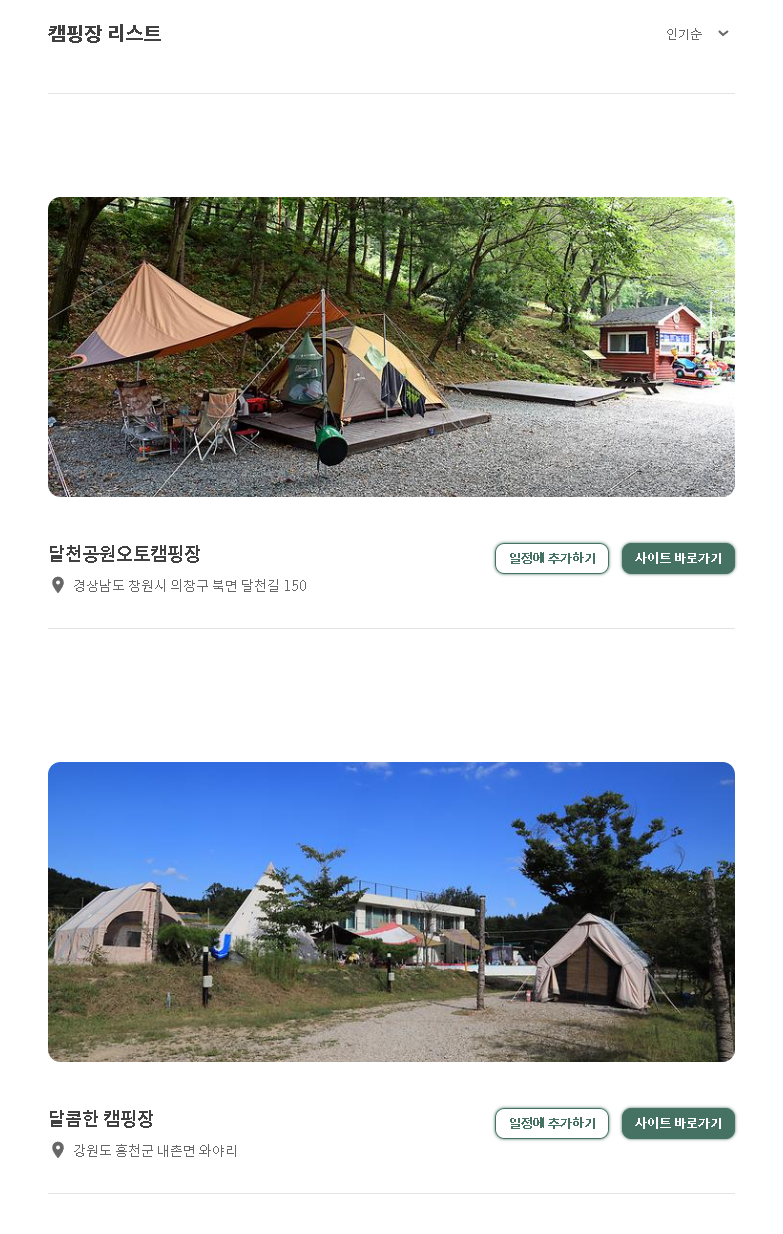 캠핑장 리스트
인기순
달천공원오토캠핑장
일정에 추가하기
사이트 바로가기
경상남도 창원시 의창구 북면 달천길 150
달콤한 캠핑장
일정에 추가하기
사이트 바로가기
강원도 홍천군 내촌면 와야리